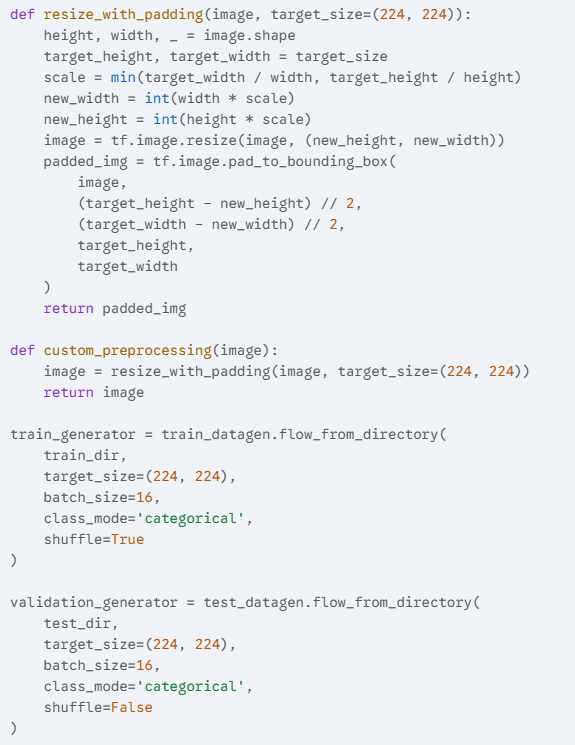 def resize_with_padding(image, target_size=(224, 224)):
    height, width, _ = image.shape
    target_height, target_width = target_size
    scale = min(target_width / width, target_height / height)
    new_width = int(width * scale)
    new_height = int(height * scale)
    image = tf.image.resize(image, (new_height, new_width))
    padded_img = tf.image.pad_to_bounding_box(
        image,
        (target_height - new_height) // 2,
        (target_width - new_width) // 2,
        target_height,
        target_width
    )
    return padded_img

def custom_preprocessing(image):
    image = resize_with_padding(image, target_size=(224, 224))
    return image

train_generator = train_datagen.flow_from_directory(
    train_dir,
    target_size=(224, 224),
    batch_size=16,
    class_mode='categorical',
    shuffle=True
)

validation_generator = test_datagen.flow_from_directory(
    test_dir,
    target_size=(224, 224),
    batch_size=16,
    class_mode='categorical',
    shuffle=False
)